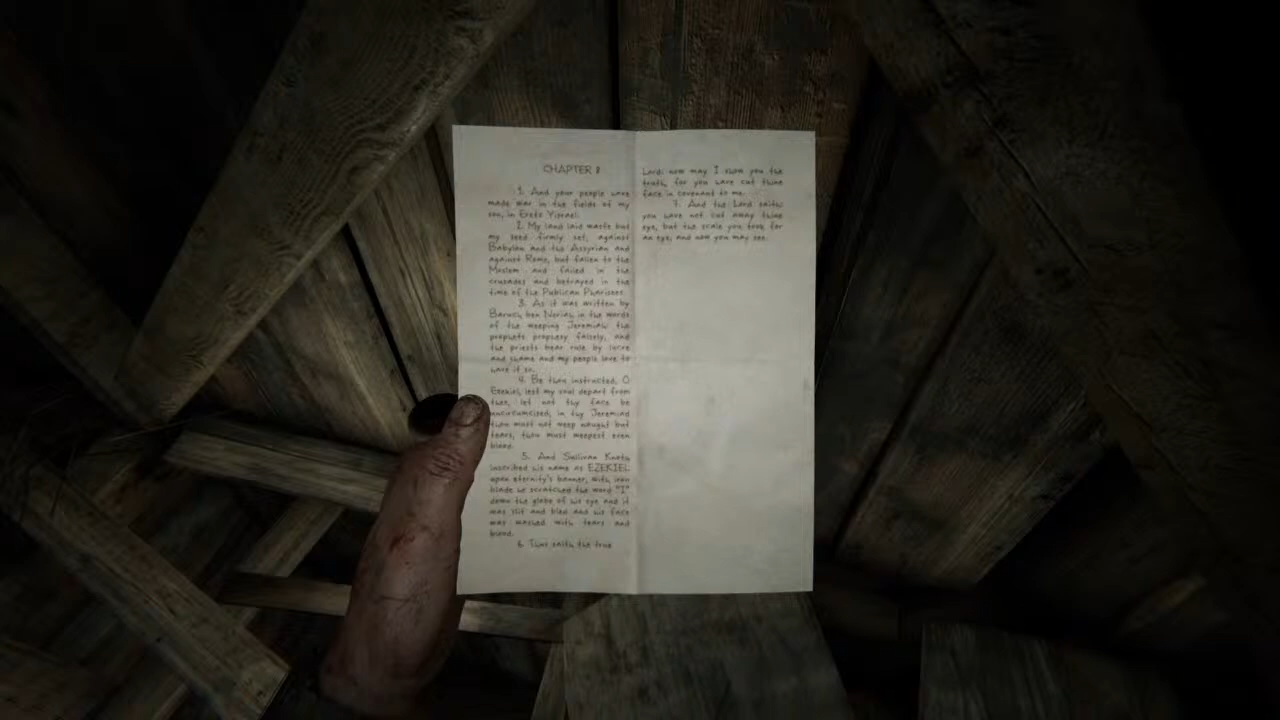 CHAPTER
1. And your people have
made war in the fields of my
son, in Eretz Yisrael.
2. My land laid waste but
my seed firmly set, against
Babylon and the Assyrian and
against Rome, but fallen to the
Moslem and failed in the
crusades and betrayed in the
time of the Publican Pharisees.
3. As it was written by
Baruch ben Neriah, in the words
of the weeping Jeremiah the
prophets prophesy falsely, and
the priests bear rule by lucre
and shame and my people love to
have it so.
4. Be thou instructed, O
Ezekiel, lest my soul depart from
thee, let not thy face be
uncircumcised, in thy Jeremiad
thou must not weep nought but
tears, thou must weepest even
blood.
5. And Sullivan Knoth
inscribed his name as EZEKIEL
upon eternity's banner, with iron
blade he scratched the word "I"
down the globe of his eye and it
was slit and bled and his face
was washed with tears and
blood.
6. Thus saith the true
Lord: now may I show you the
truth, for you have cut thine
face in covenant to me.
7. And the Lord saith
you have not cut away thine
eye, but the scale you took for
an eye, and now you may see.